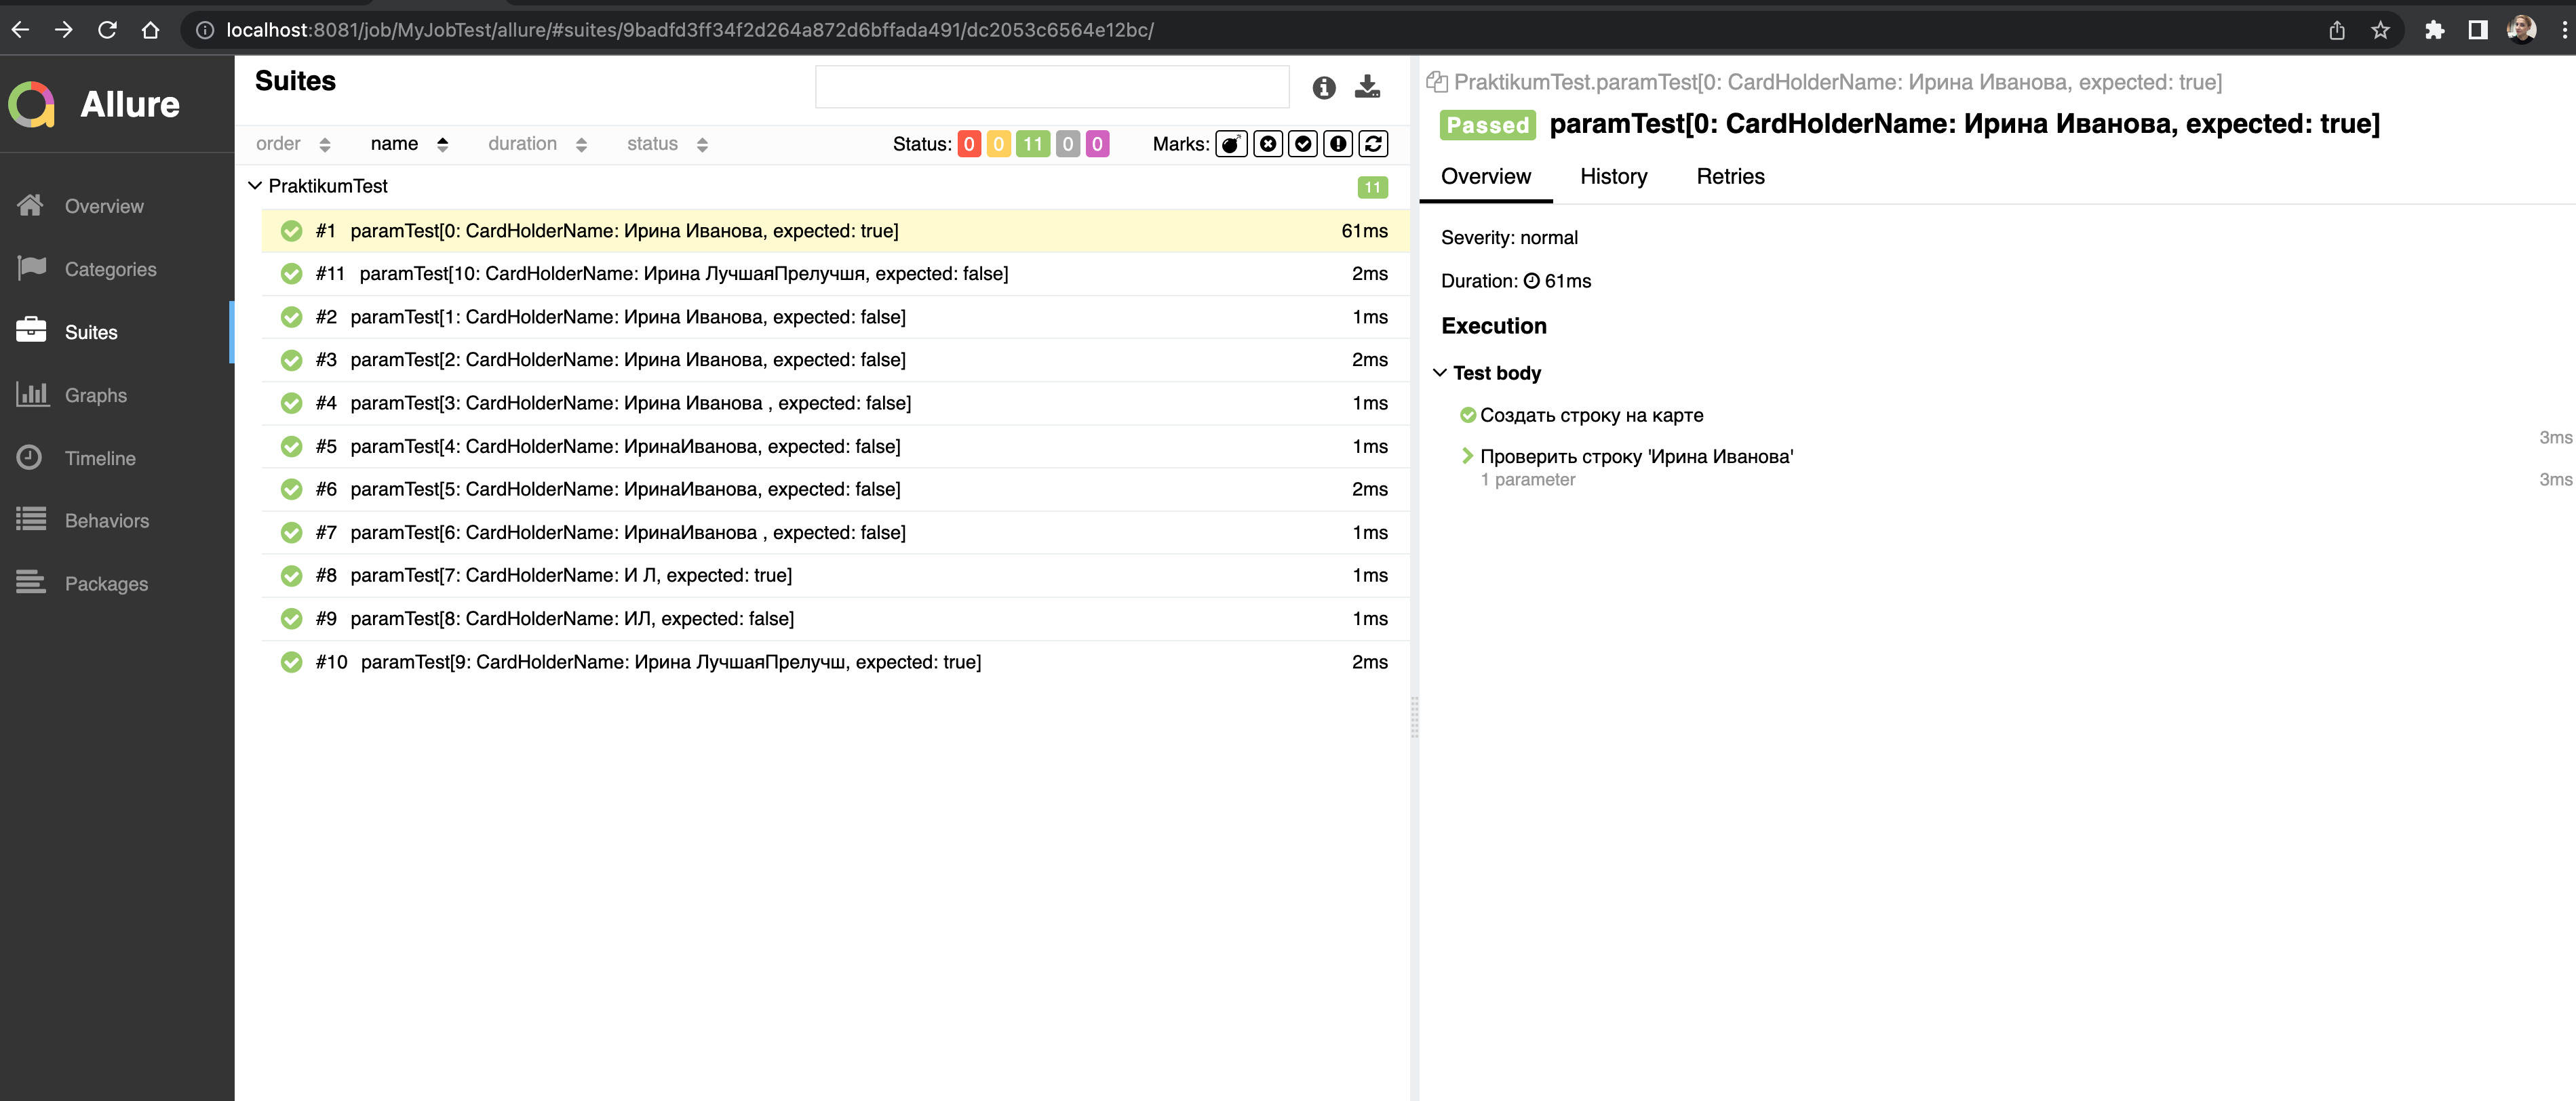 localhost:8081/job/MyJobTest/allure/#suites/9badfd3ff34f2d264a872d6bffada491/dc2053c6564e12bc/
Allure
Overview
Categories
Suites
Graphs
Timeline
Behaviors
Packages
Suites
order name duration status Status: 0 0 11 0 0 Marks:
PraktikumTest 11
#1 paramTest[0: CardHolderName: Ирина Иванова, expected: true] 61ms
#11 paramTest[10: CardHolderName: Ирина ЛучшаяПрелучшя, expected: false] 2ms
#2 paramTest[1: CardHolderName: Ирина Иванова, expected: false] 1ms
#3 paramTest[2: CardHolderName: Ирина Иванова, expected: false] 2ms
#4 paramTest[3: CardHolderName: Ирина Иванова , expected: false] 1ms
#5 paramTest[4: CardHolderName: ИринаИванова, expected: false] 1ms
#6 paramTest[5: CardHolderName: ИринаИванова, expected: false] 2ms
#7 paramTest[6: CardHolderName: ИринаИванова , expected: false] 1ms
#8 paramTest[7: CardHolderName: И Л, expected: true] 1ms
#9 paramTest[8: CardHolderName: ИЛ, expected: false] 1ms
#10 paramTest[9: CardHolderName: Ирина ЛучшаяПрелучш, expected: true] 2ms
PraktikumTest.paramTest[0: CardHolderName: Ирина Иванова, expected: true]
Passed paramTest[0: CardHolderName: Ирина Иванова, expected: true]
Overview History Retries
Severity: normal
Duration: 61ms
Execution
Test body
Создать строку на карте
3ms
Проверить строку 'Ирина Иванова'
1 parameter 3ms